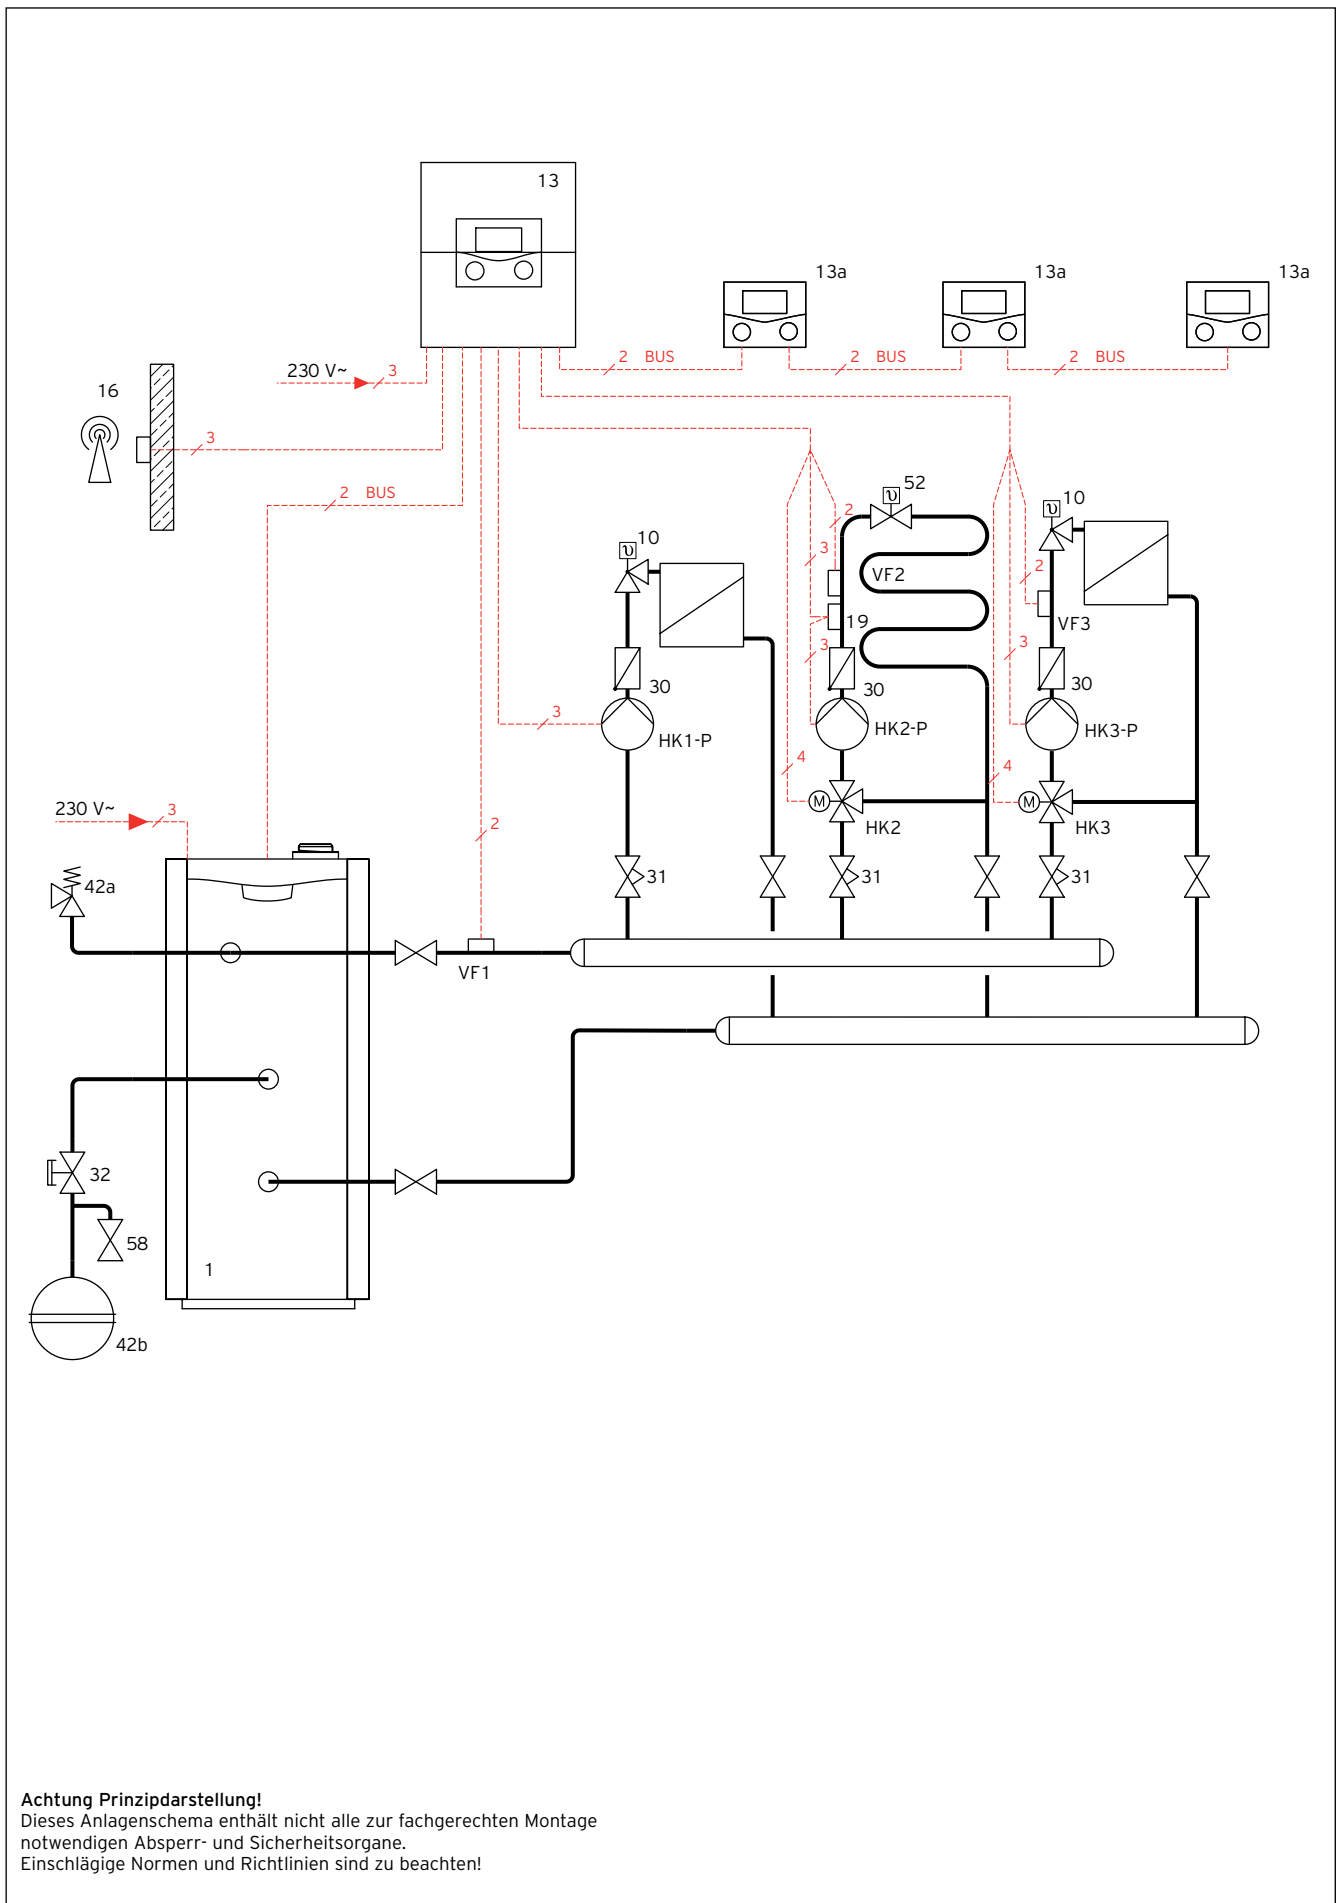 13
13a
13a
13a
2 BUS
2 BUS
2 BUS
230 V~
3
16
3
2 BUS
52
10
10
2
3
2
VF2
19
VF3
3
3
30
30
30
3
HK1-P
HK2-P
HK3-P
4
4
230 V~
3
2
HK2
HK3
42a
31
31
31
VF1
32
58
1
42b
υ
υ
υ
M
M
Achtung Prinzipdarstellung!
Dieses Anlagenschema enthält nicht alle zur fachgerechten Montage
notwendigen Absperr- und Sicherheitsorgane.
Einschlägige Normen und Richtlinien sind zu beachten!